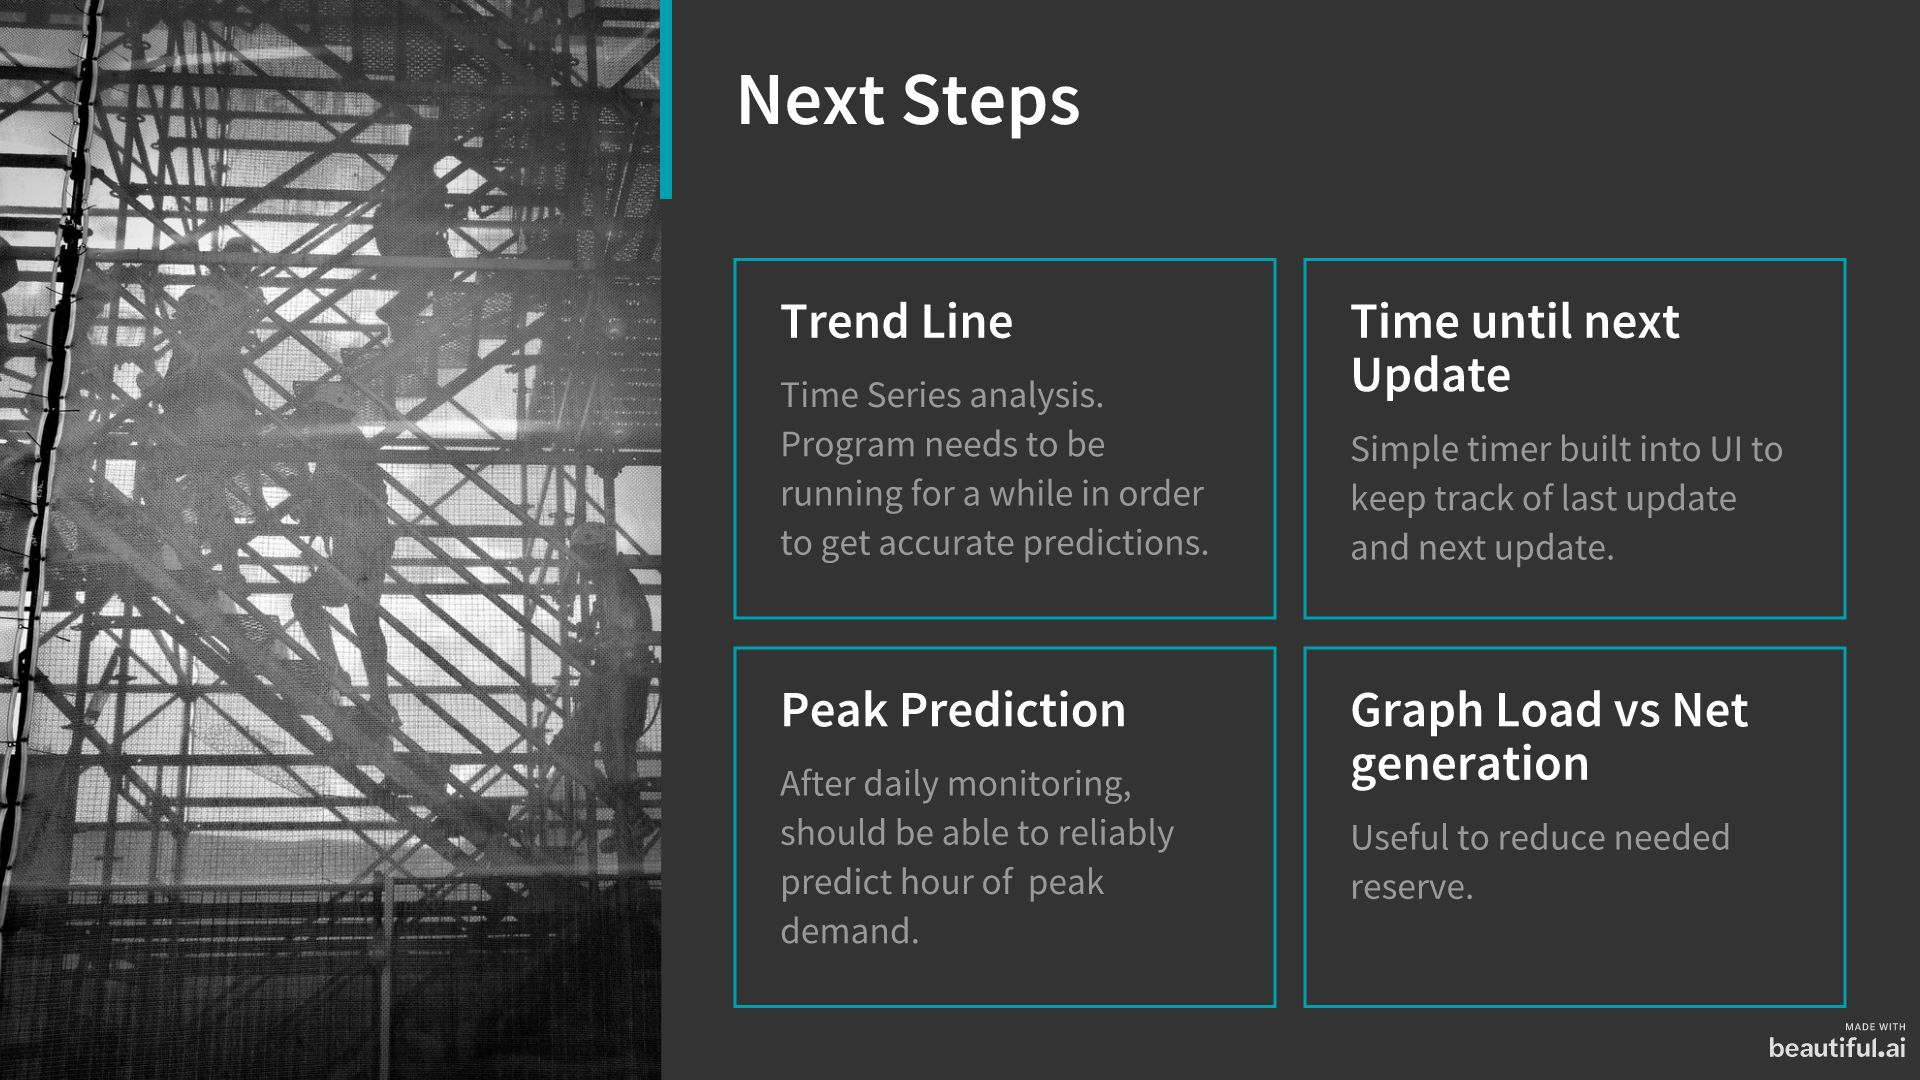 Next Steps
Trend Line
Time Series analysis.
Program needs to be
running for a while in order
to get accurate predictions.
Time until next
Update
Simple timer built into UI to
keep track of last update
and next update.
Peak Prediction
After daily monitoring,
should be able to reliably
predict hour of  peak
demand.
Graph Load vs Net
generation
Useful to reduce needed
reserve.
MADE WITH
beautiful.ai